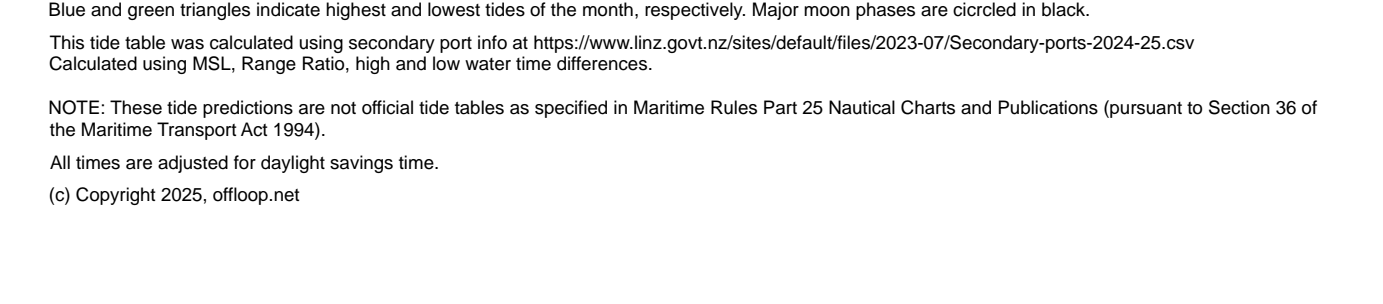 Blue and green triangles indicate highest and lowest tides of the month, respectively. Major moon phases are cicrcled in black.
This tide table was calculated using secondary port info at https://www.linz.govt.nz/sites/default/files/2023-07/Secondary-ports-2024-25.csv
Calculated using MSL, Range Ratio, high and low water time differences.
NOTE: These tide predictions are not official tide tables as specified in Maritime Rules Part 25 Nautical Charts and Publications (pursuant to Section 36 of
the Maritime Transport Act 1994).
All times are adjusted for daylight savings time.
(c) Copyright 2025, offloop.net